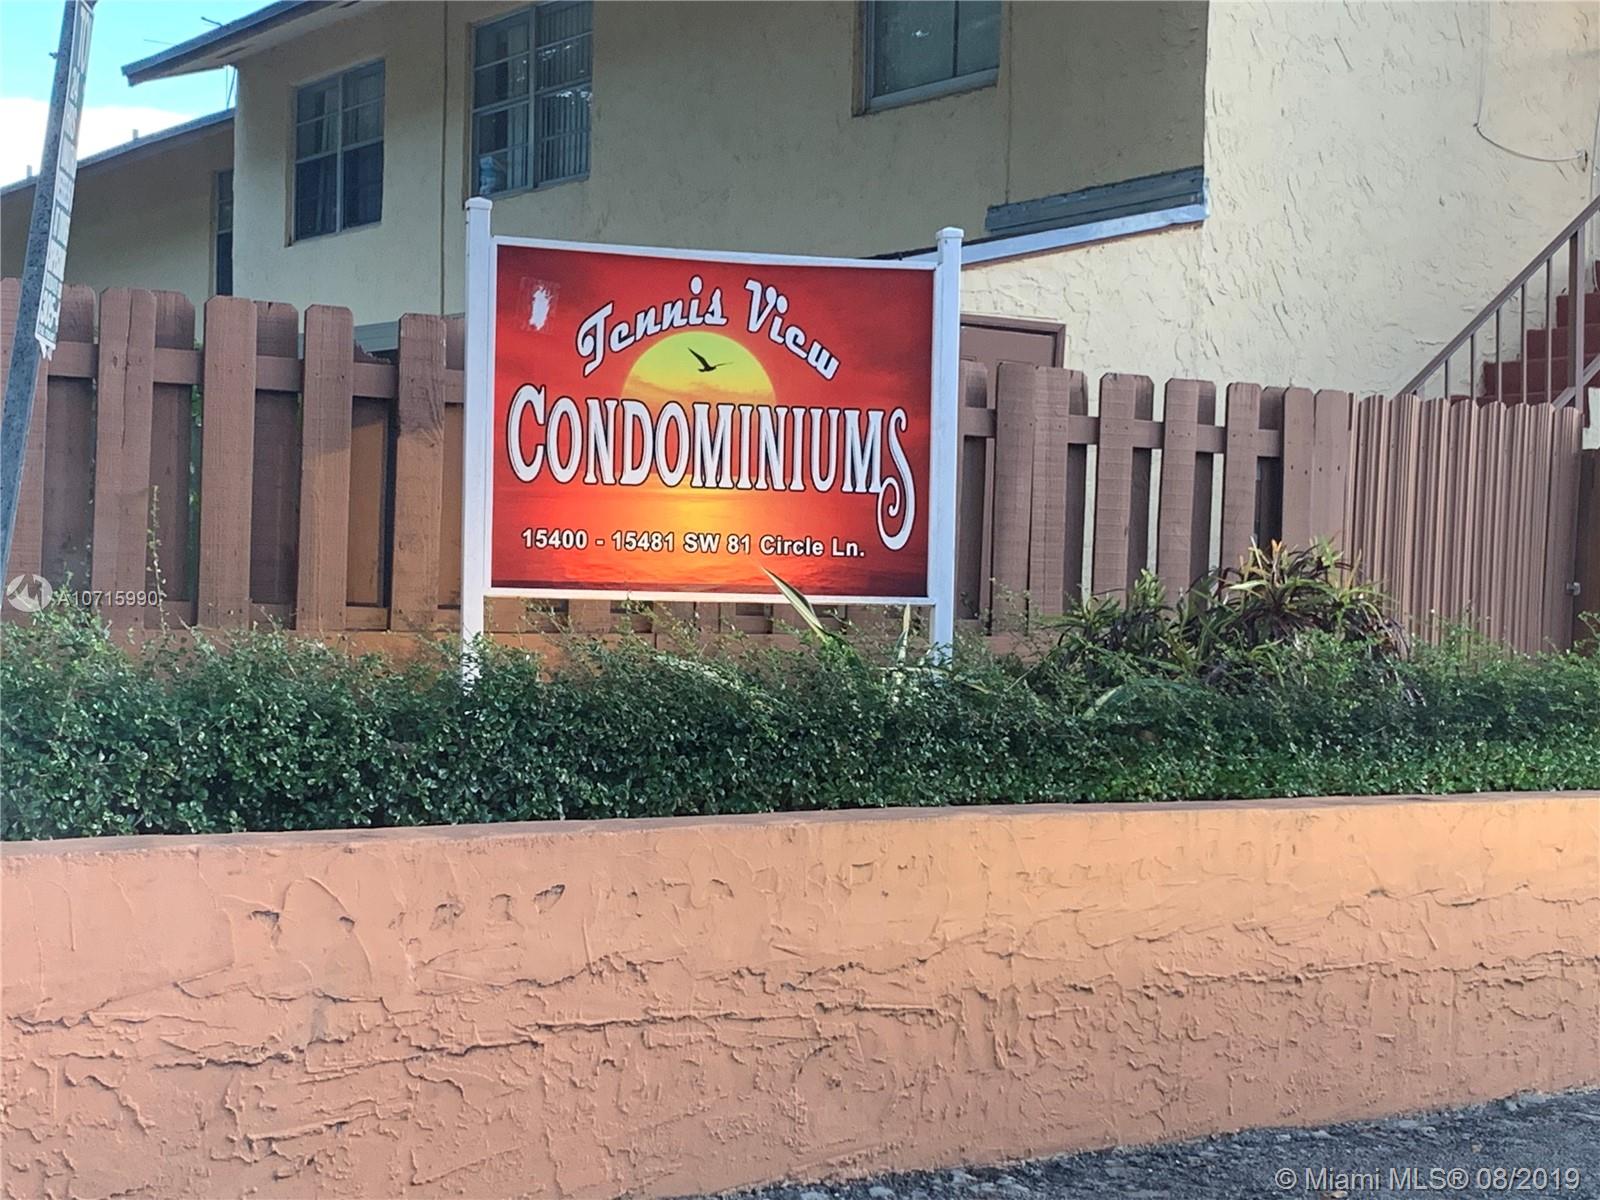 Tennis View
CONDOMINIUMS
15400 - 15481 SW 81 Circle Ln.
A10715990
© Miami MLS® 08/2019